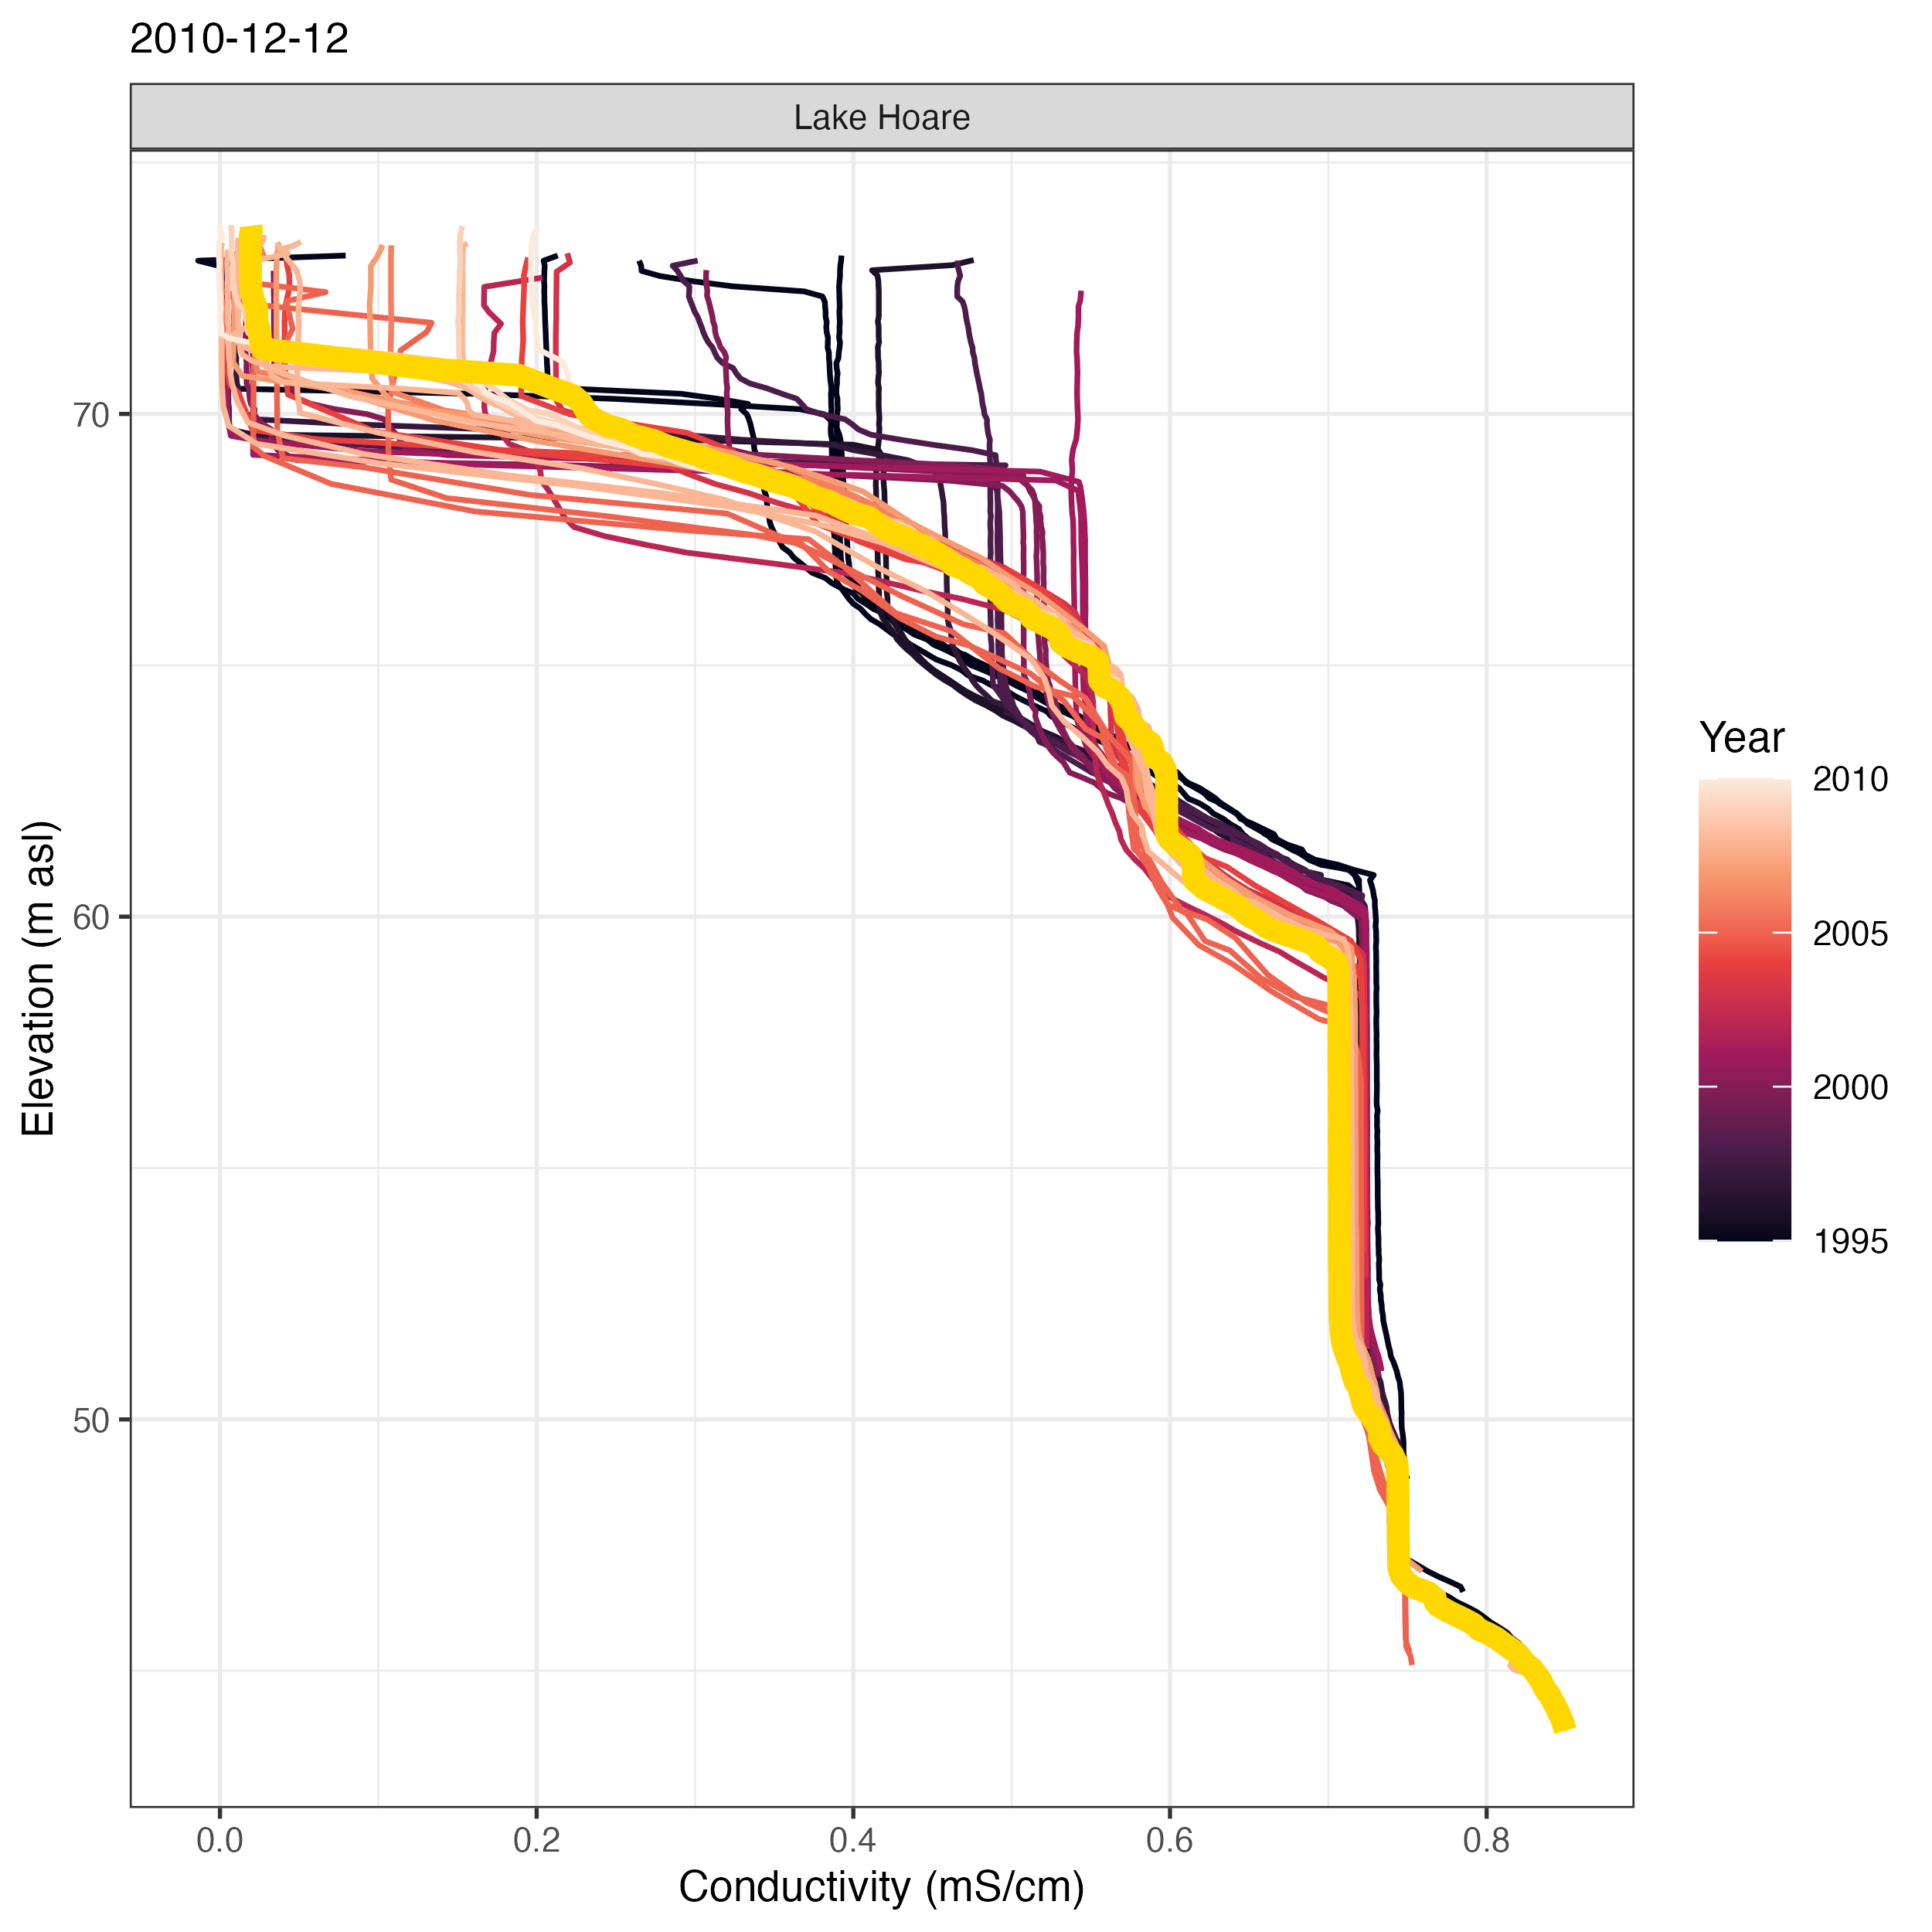 2010-12-12
Lake Hoare
70
60
50
Elevation (m asl)
0.0 0.2 0.4 0.6 0.8
Conductivity (mS/cm)
Year
2010
2005
2000
1995